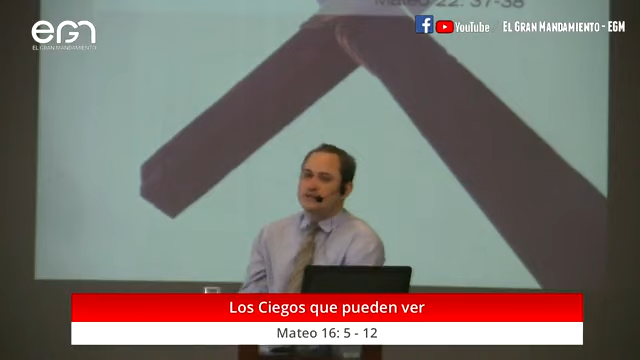 Mateo 22: 37-38
EGM
EL GRAN MANDAMIENTO
YouTube
EL GRAN MANDAMIENTO - EGM
Los Ciegos que pueden ver
Mateo 16: 5 - 12